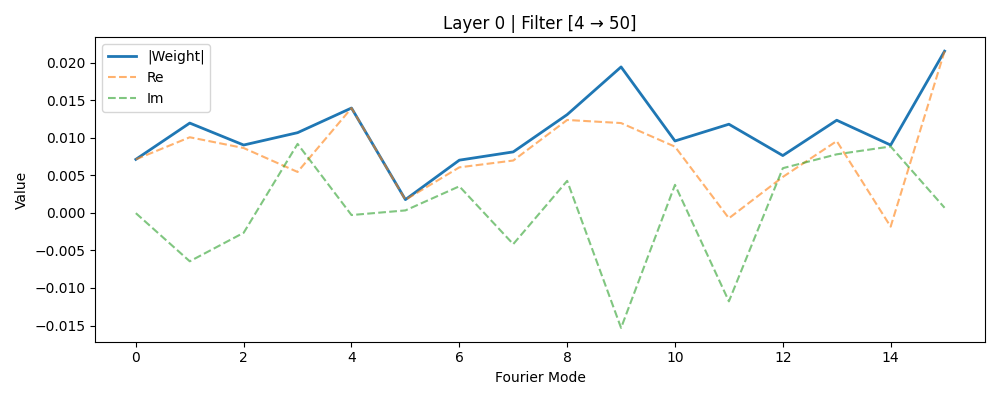 Layer 0 | Filter [4 → 50]
|Weight|
Re
Im
Value
0.020
0.015
0.010
0.005
0.000
−0.005
−0.010
−0.015
0 2 4 6 8 10 12 14
Fourier Mode